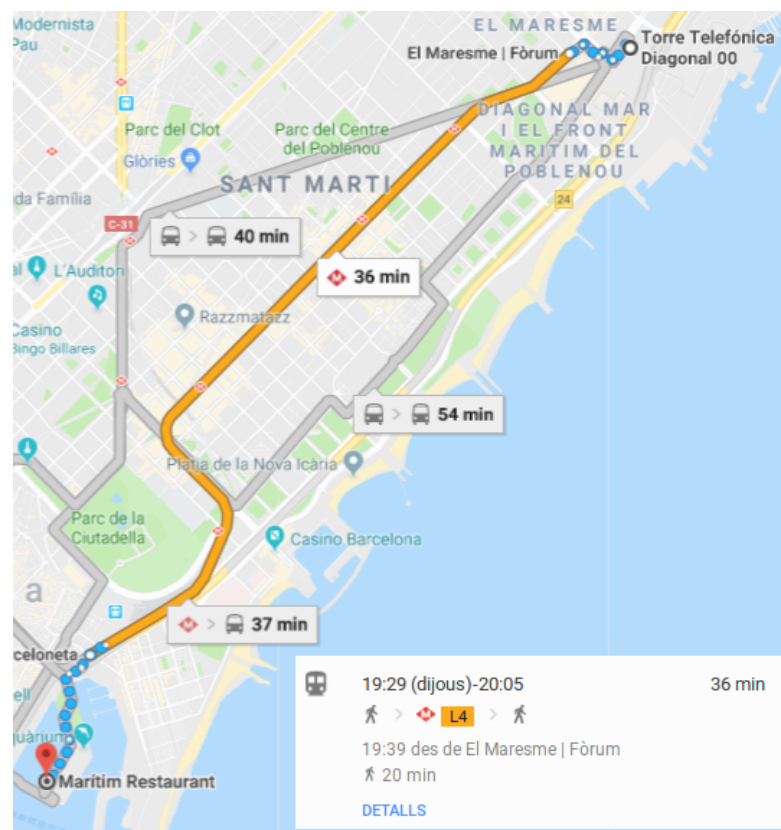 Modernista
Pau
EL MARESME
El Maresme | Fòrum
Torre Telefónica
Diagonal 00
Parc del Clot
Parc del Centre
del Poblenou
DIAGONAL MAR
I EL FRONT
MARÍTIM DEL
POBLENOU
Glòries
SANT MARTÍ
da Família
24
C-31
40 min
L'Auditori
36 min
Razzmatazz
Casino
Bingo Billares
54 min
Platja de la Nova Icària
Parc de la
Ciutadella
Casino Barcelona
a
37 min
celoneta
ell
uàrium
Marítim Restaurant
19:29 (dijous)-20:05
36 min
L4
19:39 des de El Maresme | Fòrum
20 min
DETALLS